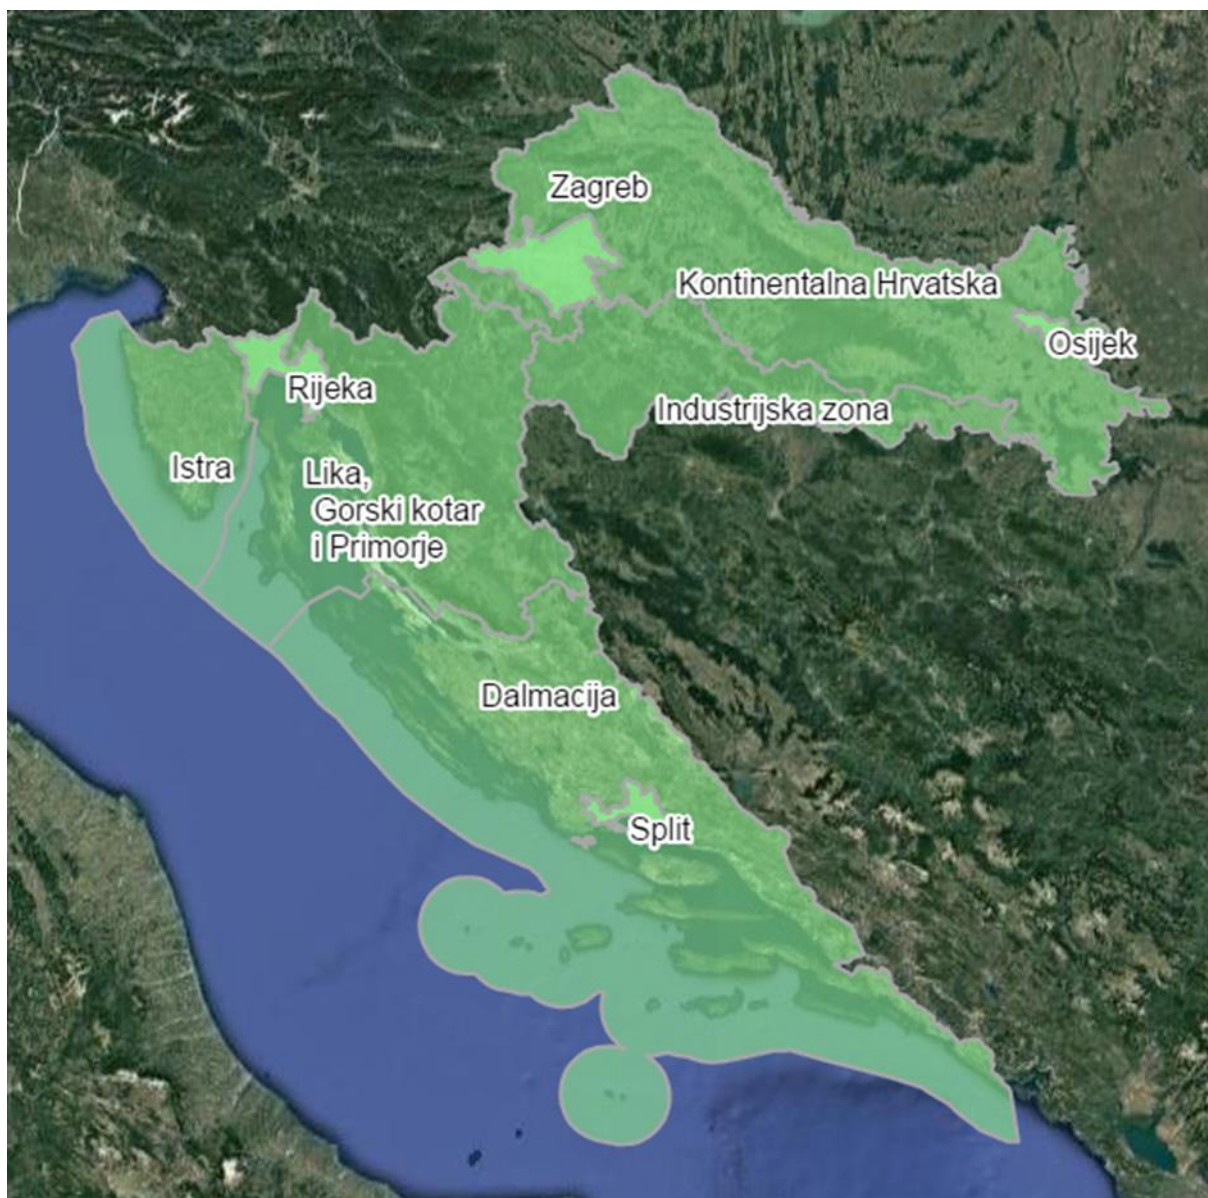 Zagreb
Kontinentalna Hrvatska
Osijek
Rijeka
Industrijska zona
Istra
Lika,
Gorski kotar
i Primorje
Dalmacija
Split